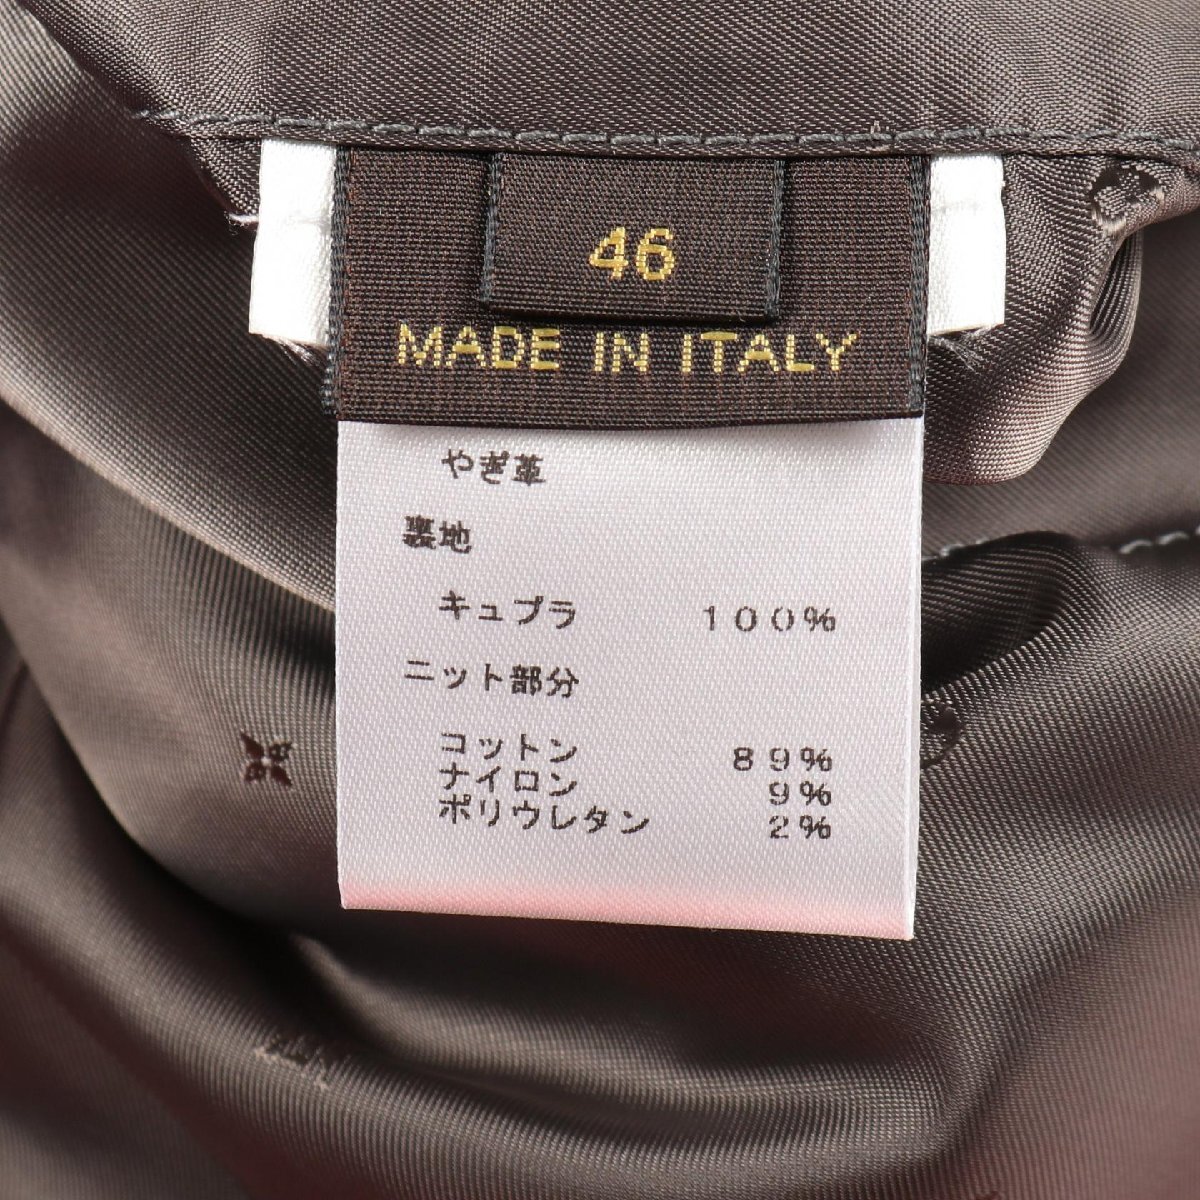 46
MADE IN ITALY
やぎ革
裏地
キュプラ 100%
ニット部分
コットン 89%
ナイロン 9%
ポリウレタン 2%